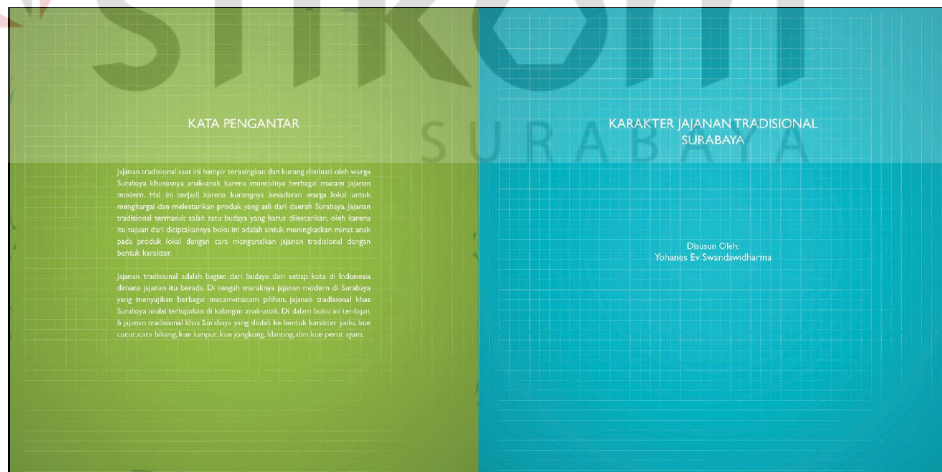 stikom
SURABAYA
KATA PENGANTAR
Jajanan tradisional saat ini hampir terasingkan dan kurang diminati oleh warga
Surabaya khususnya anak-anak karena munculnya berbagai macam jajanan
modern. Hal ini terjadi karena kurangnya kesadaran warga lokal untuk
menghargai dan melestarikan produk yang asli dari daerah Surabaya. Jajanan
tradisional termasuk salah satu budaya yang harus dilestarikan, oleh karena
itu tujuan dari diciptakannya buku ini adalah untuk meningkatkan minat anak
pada produk lokal dengan cara mengenalkan jajanan tradisional dengan
bentuk karakter.
Jajanan tradisional adalah bagian dari budaya dari setiap kota di Indonesia
dimana jajanan itu berada. Di tengah maraknya jajanan modern di Surabaya
yang menyajikan berbagai macam-macam pilihan, jajanan tradisional khas
Surabaya mulai terlupakan di kalangan anak-anak. Di dalam buku ini terdapat
6 jajanan tradisional khas Surabaya yang diolah ke bentuk karakter yaitu, kue
cucur, cara bikang, kue lumpur, kue jongkong, klanting, dan kue perut ayam.
KARAKTER JAJANAN TRADISIONAL
SURABAYA
Disusun Oleh:
Yohanes Ev Swandawidharma